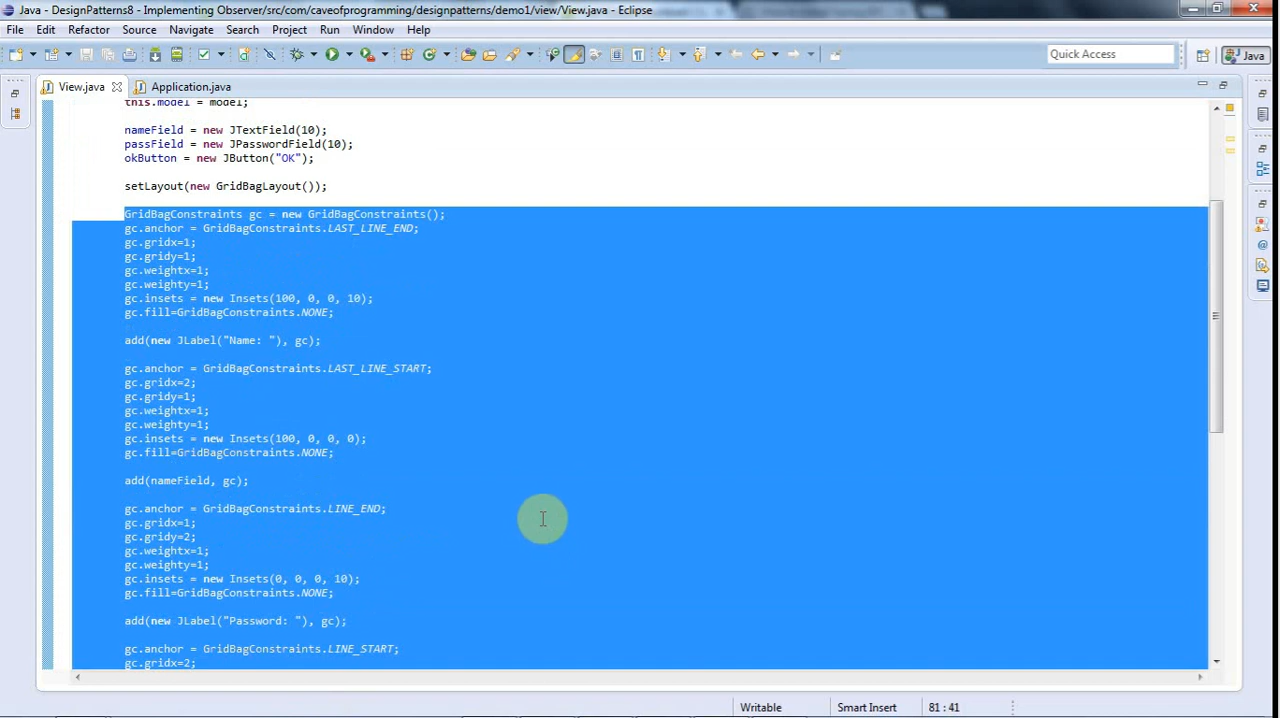 Java - DesignPatterns8 - Implementing Observer/src/com/caveofprogramming/designpatterns/demo1/view/View.java - Eclipse
File Edit Refactor Source Navigate Search Project Run Window Help
Quick Access
Java
View.java
Application.java
this.model = model;
nameField = new JTextField(10);
passField = new JPasswordField(10);
okButton = new JButton("OK");
setLayout(new GridBagLayout());
GridBagConstraints gc = new GridBagConstraints();
gc.anchor = GridBagConstraints.LAST_LINE_END;
gc.gridx=1;
gc.gridy=1;
gc.weightx=1;
gc.weighty=1;
gc.insets = new Insets(100, 0, 0, 10);
gc.fill=GridBagConstraints.NONE;
add(new JLabel("Name: "), gc);
gc.anchor = GridBagConstraints.LAST_LINE_START;
gc.gridx=2;
gc.gridy=1;
gc.weightx=1;
gc.weighty=1;
gc.insets = new Insets(100, 0, 0, 0);
gc.fill=GridBagConstraints.NONE;
add(nameField, gc);
gc.anchor = GridBagConstraints.LINE_END;
gc.gridx=1;
gc.gridy=2;
gc.weightx=1;
gc.weighty=1;
gc.insets = new Insets(0, 0, 0, 10);
gc.fill=GridBagConstraints.NONE;
add(new JLabel("Password: "), gc);
gc.anchor = GridBagConstraints.LINE_START;
gc.gridx=2;
Writable
Smart Insert
81 : 41